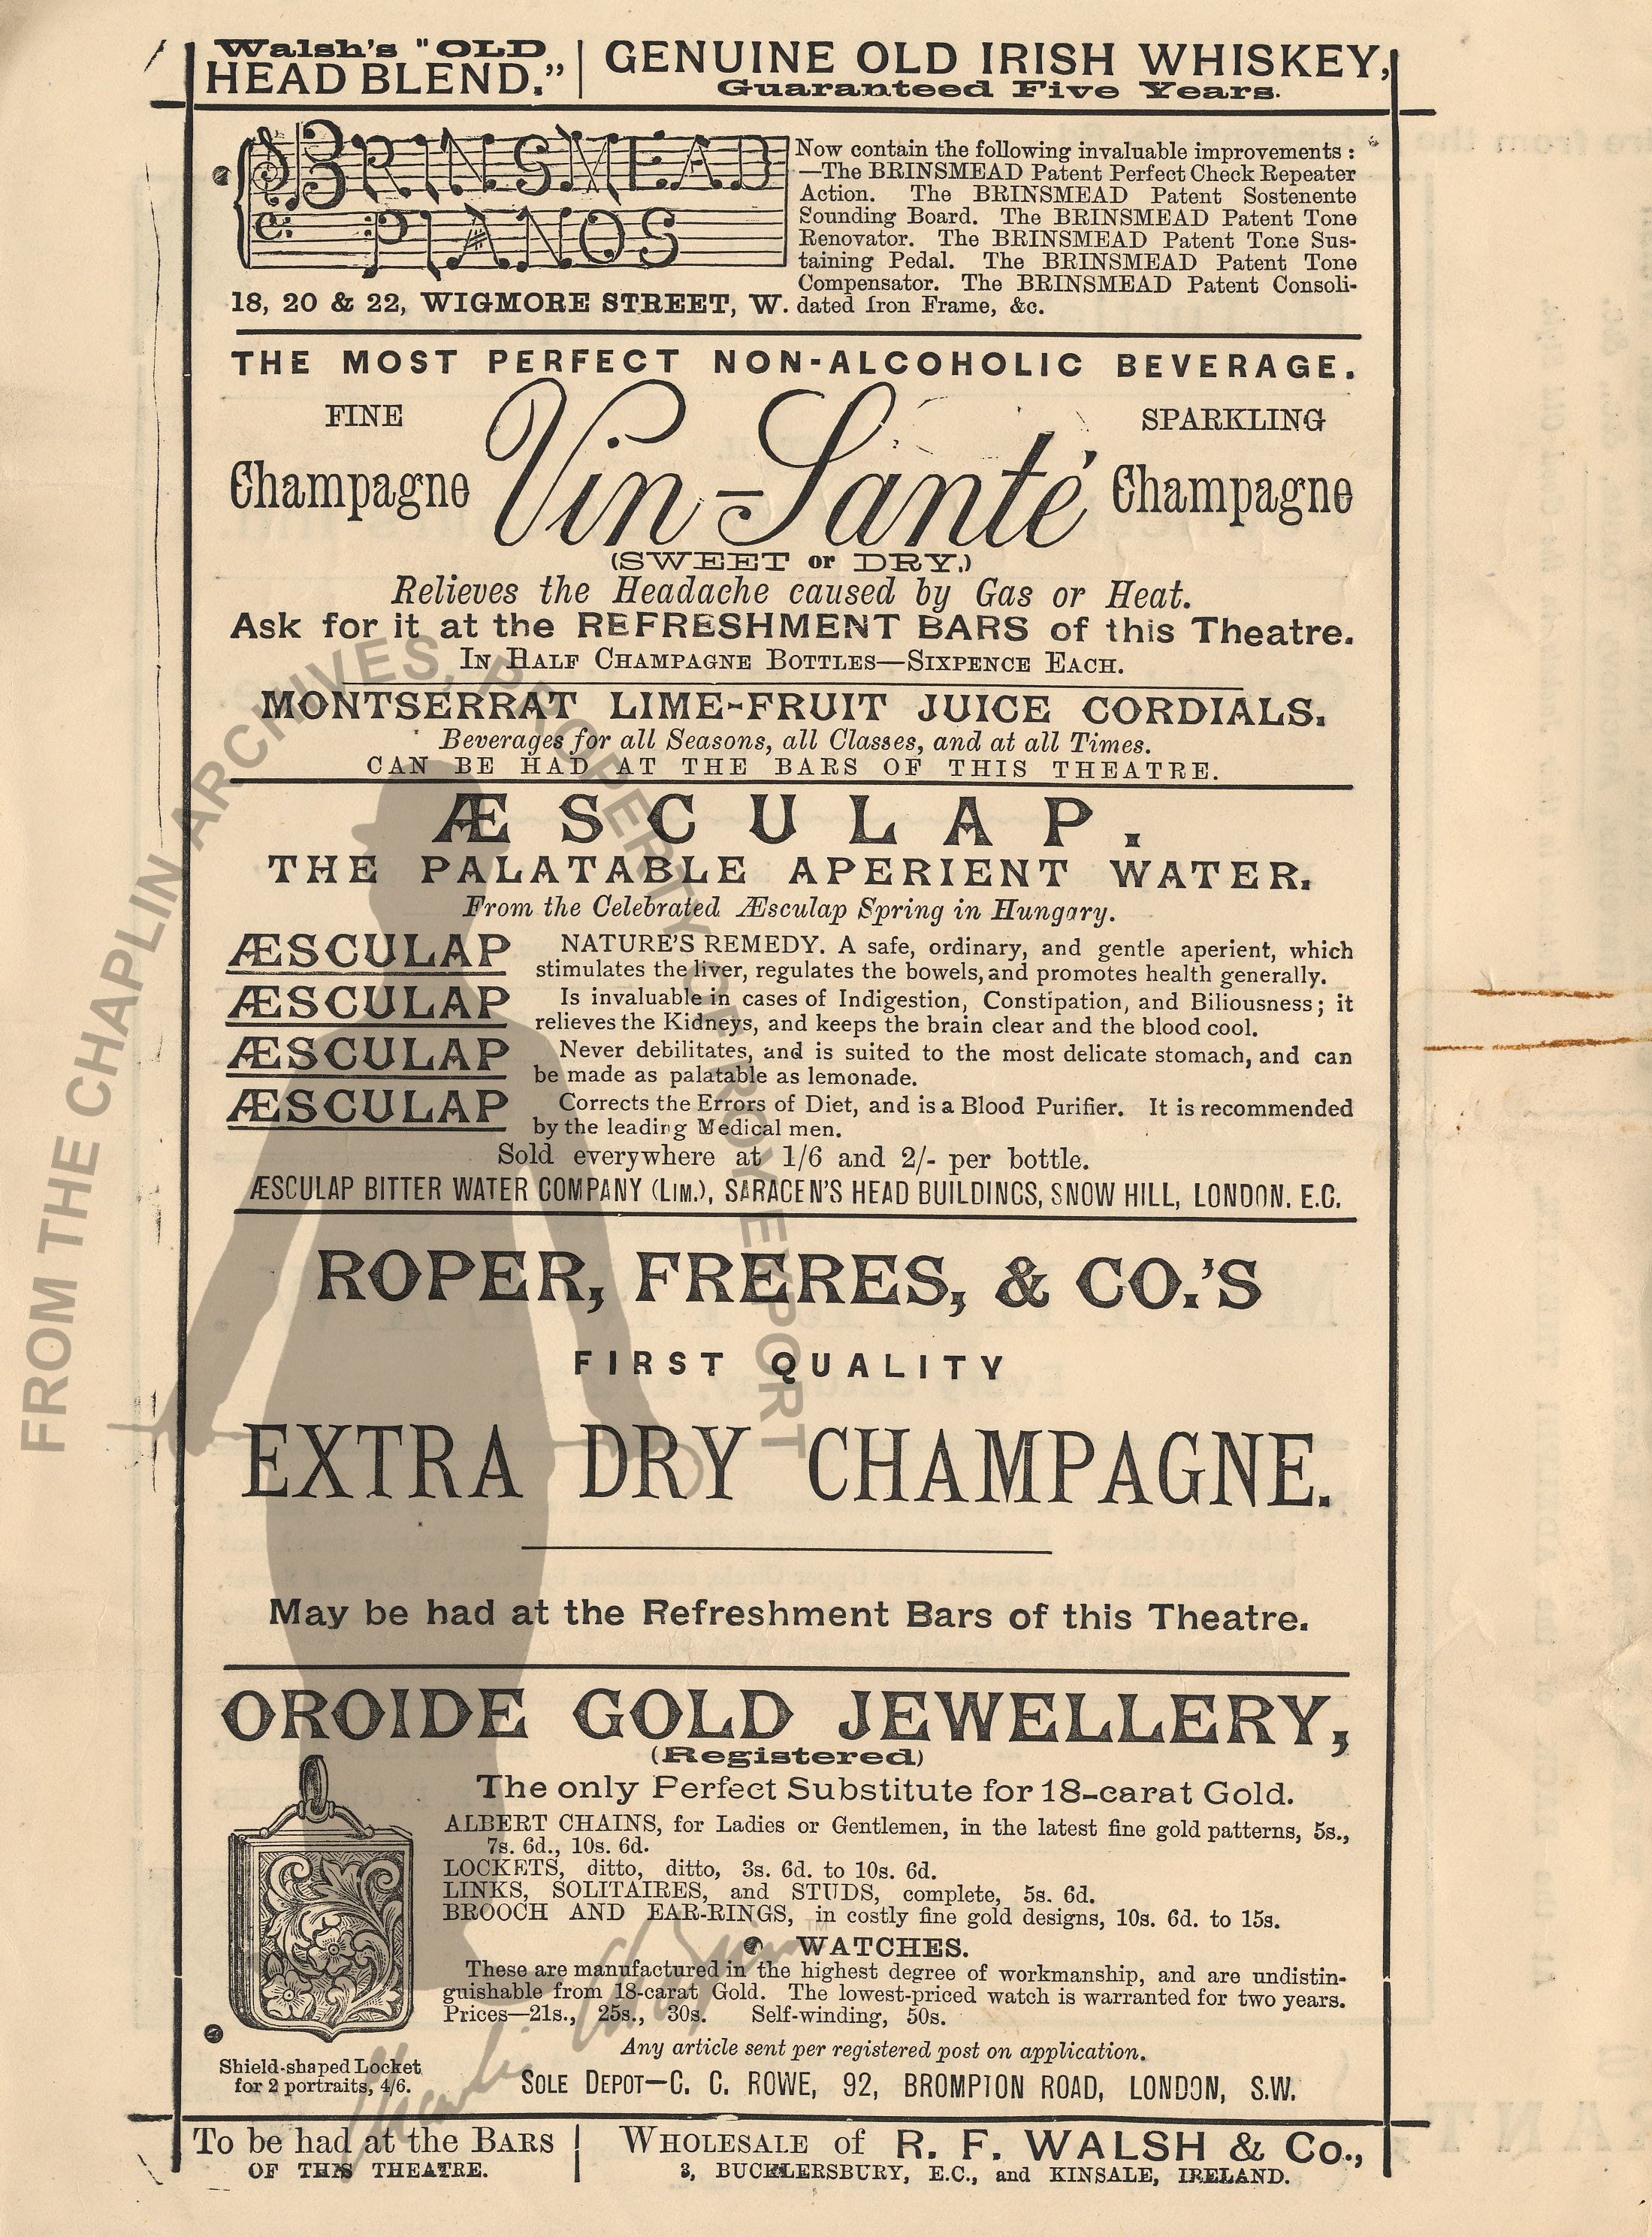 Walsh's "OLD
HEAD BLEND."
GENUINE OLD IRISH WHISKEY,
Guaranteed Five Years.
BRINSMEAD
PIANOS
18, 20 & 22, WIGMORE STREET, W.
Now contain the following invaluable improvements :
—The BRINSMEAD Patent Perfect Check Repeater
Action. The BRINSMEAD Patent Sostenente
Sounding Board. The BRINSMEAD Patent Tone
Renovator. The BRINSMEAD Patent Tone Sus-
taining Pedal. The BRINSMEAD Patent Tone
Compensator. The BRINSMEAD Patent Consoli-
dated Iron Frame, &c.
THE MOST PERFECT NON-ALCOHOLIC BEVERAGE.
FINE
Champagne
Vin-Santé
SPARKLING
Champagne
(SWEET or DRY.)
Relieves the Headache caused by Gas or Heat.
Ask for it at the REFRESHMENT BARS of this Theatre.
IN HALF CHAMPAGNE BOTTLES—SIXPENCE EACH.
MONTSERRAT LIME-FRUIT JUICE CORDIALS.
Beverages for all Seasons, all Classes, and at all Times.
CAN BE HAD AT THE BARS OF THIS THEATRE.
ÆSCULAP.
THE PALATABLE APERIENT WATER.
From the Celebrated Æsculap Spring in Hungary.
ÆSCULAP NATURE'S REMEDY. A safe, ordinary, and gentle aperient, which
stimulates the liver, regulates the bowels, and promotes health generally.
ÆSCULAP Is invaluable in cases of Indigestion, Constipation, and Biliousness; it
relieves the Kidneys, and keeps the brain clear and the blood cool.
ÆSCULAP Never debilitates, and is suited to the most delicate stomach, and can
be made as palatable as lemonade.
ÆSCULAP Corrects the Errors of Diet, and is a Blood Purifier. It is recommended
by the leading Medical men.
Sold everywhere at 1/6 and 2/- per bottle.
ÆSCULAP BITTER WATER COMPANY (LIM.), SARACEN'S HEAD BUILDINGS, SNOW HILL, LONDON. E.C.
ROPER, FRERES, & CO.'S
FIRST QUALITY
EXTRA DRY CHAMPAGNE.
May be had at the Refreshment Bars of this Theatre.
OROIDE GOLD JEWELLERY,
(Registered)
The only Perfect Substitute for 18-carat Gold.
ALBERT CHAINS, for Ladies or Gentlemen, in the latest fine gold patterns, 5s.,
7s. 6d., 10s. 6d.
LOCKETS, ditto, ditto, 3s. 6d. to 10s. 6d.
LINKS, SOLITAIRES, and STUDS, complete, 5s. 6d.
BROOCH AND EAR-RINGS, in costly fine gold designs, 10s. 6d. to 15s.
WATCHES.
These are manufactured in the highest degree of workmanship, and are undistin-
guishable from 18-carat Gold. The lowest-priced watch is warranted for two years.
Prices—21s., 25s., 30s. Self-winding, 50s.
Any article sent per registered post on application.
SOLE DEPOT—C. C. ROWE, 92, BROMPTON ROAD, LONDON, S.W.
Shield-shaped Locket
for 2 portraits, 4/6.
To be had at the BARS
OF THIS THEATRE.
WHOLESALE of R. F. WALSH & Co.,
3, BUCKLERSBURY, E.C., and KINSALE, IRELAND.
FROM THE CHAPLIN ARCHIVES, PROPERTY OF ROY EXPORT
Charlie Chaplin TM